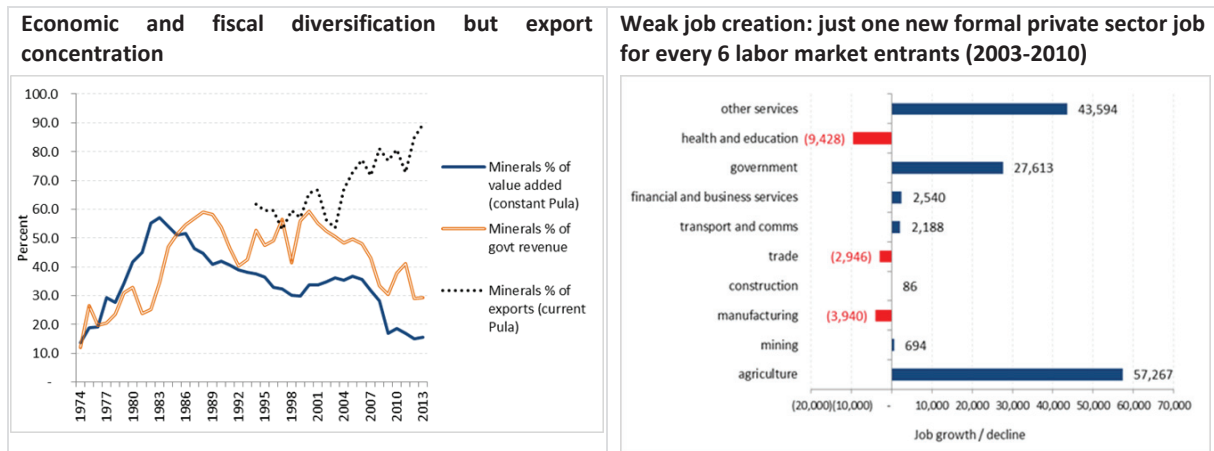 Economic and fiscal diversification but export
concentration
100.0
90.0
80.0
70.0
60.0
50.0
40.0
30.0
20.0
10.0
-
Percent
1974
1977
1980
1983
1986
1989
1992
1995
1998
2001
2004
2007
2010
2013
Minerals % of
value added
(constant Pula)
Minerals % of
govt revenue
Minerals % of
exports (current
Pula)
Weak job creation: just one new formal private sector job
for every 6 labor market entrants (2003-2010)
other services 43,594
health and education (9,428)
government 27,613
financial and business services 2,540
transport and comms 2,188
trade (2,946)
construction 86
manufacturing (3,940)
mining 694
agriculture 57,267
(20,000)(10,000) - 10,000 20,000 30,000 40,000 50,000 60,000 70,000
Job growth / decline